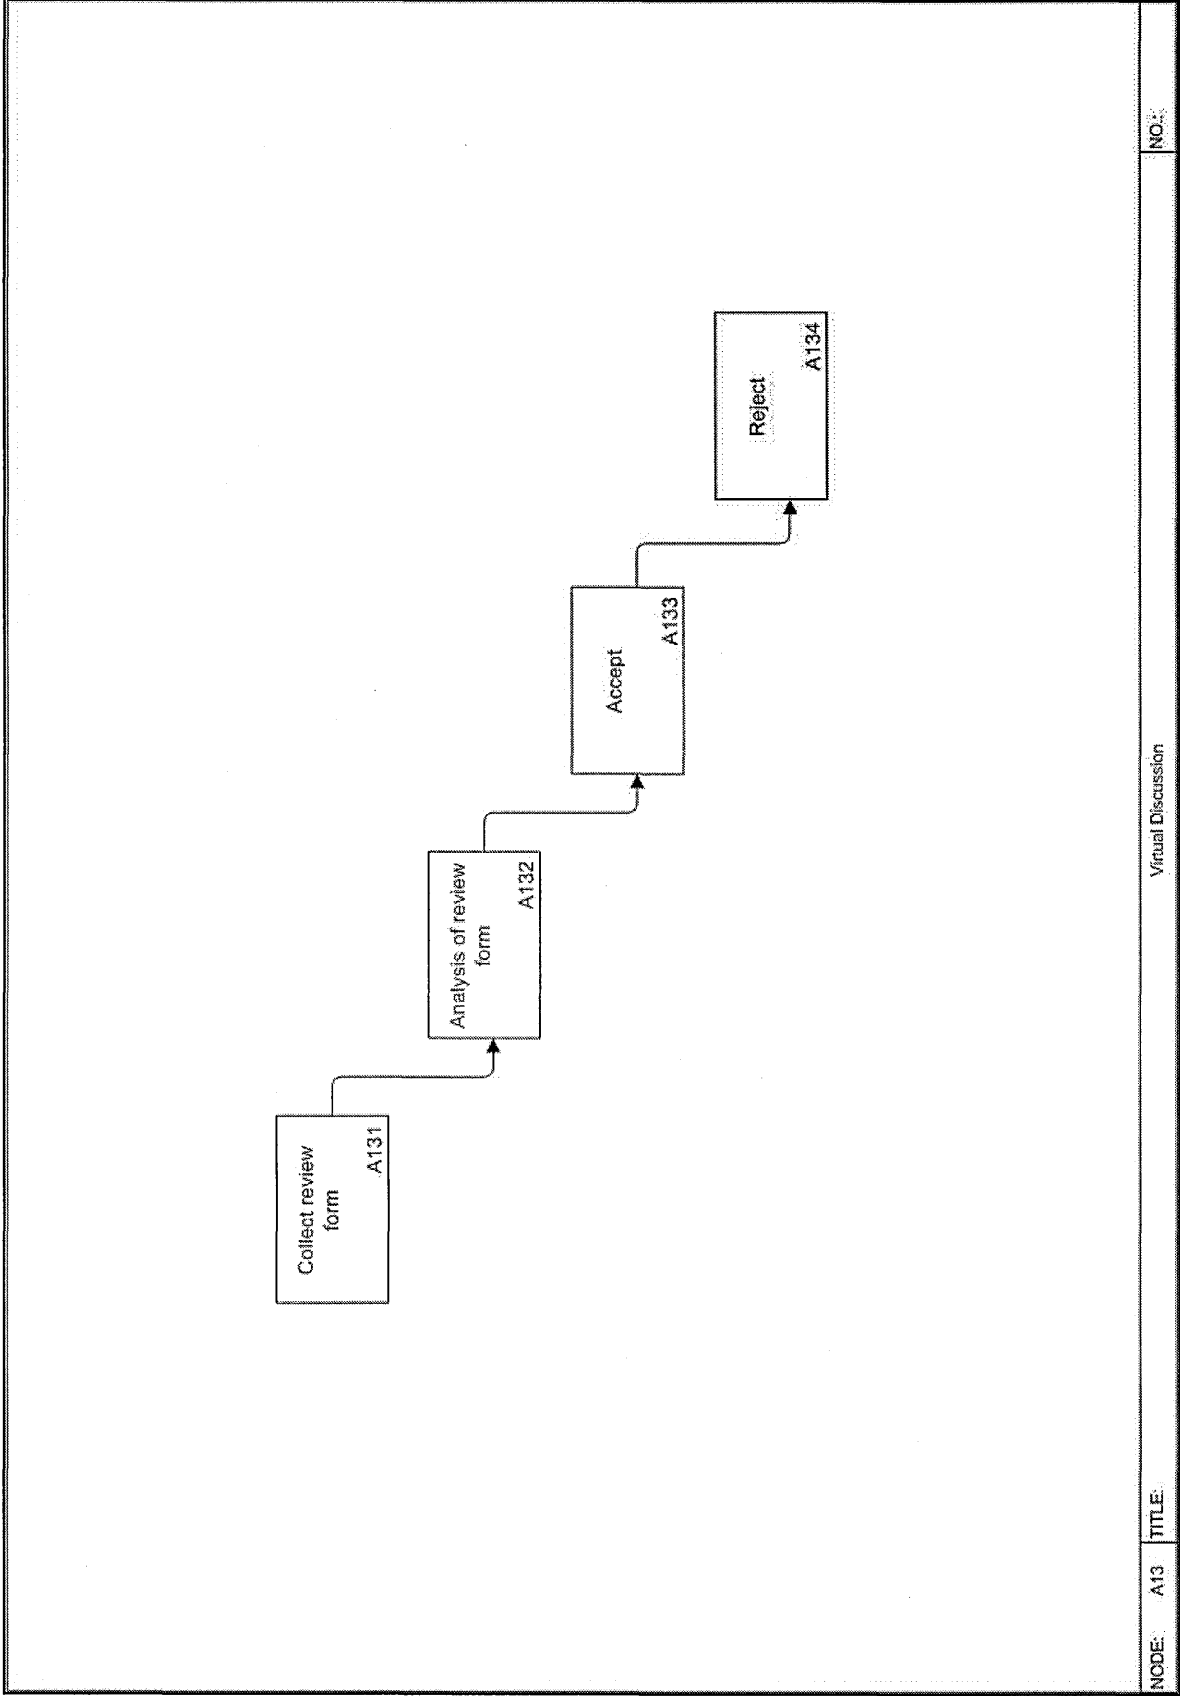 Collect review
form
A131
Analysis of review
form
A132
Accept
A133
Reject
A134
NODE: A13 TITLE: Virtual Discussion NO.: